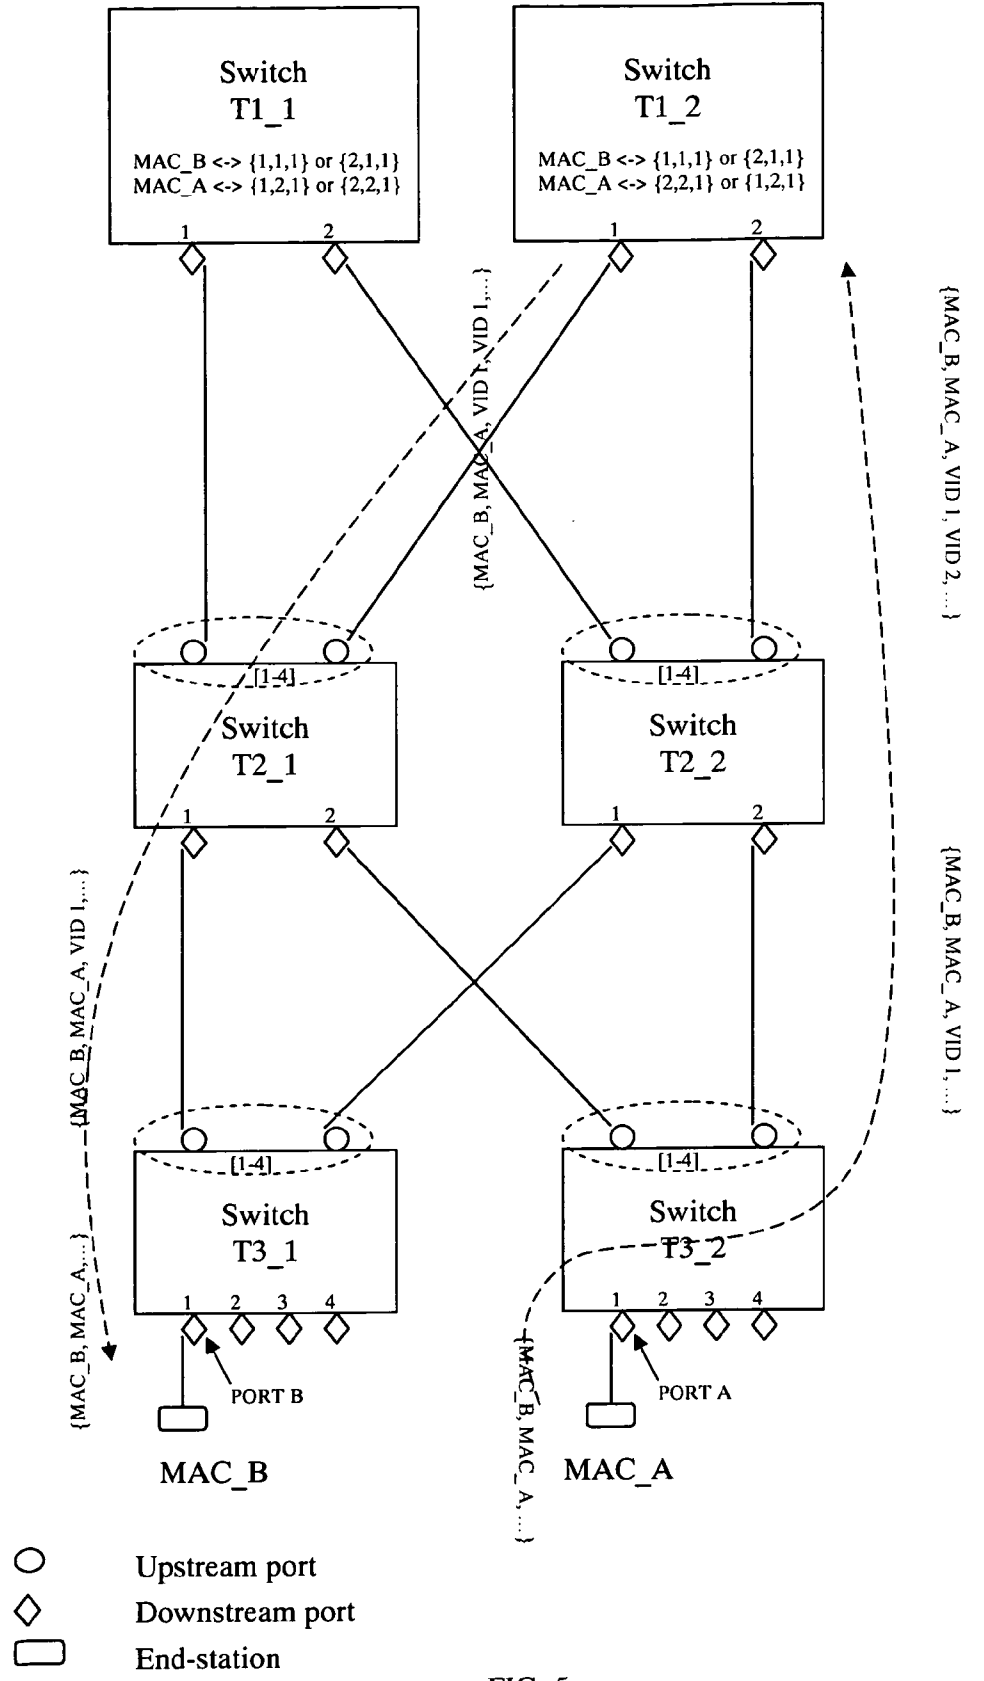 Switch
T1_1
MAC_B <-> {1,1,1} or {2,1,1}
MAC_A <-> {1,2,1} or {2,2,1}
1 2
Switch
T1_2
MAC_B <-> {1,1,1} or {2,1,1}
MAC_A <-> {2,2,1} or {1,2,1}
1 2
{MAC_B, MAC_A, VID 1, VID 1,...}
{MAC_B, MAC_A, VID 1, VID 2, ...}
[1-4]
Switch
T2_1
1 2
[1-4]
Switch
T2_2
1 2
{MAC_B, MAC_A, VID 1,...}
{MAC_B, MAC_A, VID 1, ...}
[1-4]
Switch
T3_1
1 2 3 4
[1-4]
Switch
T3_2
1 2 3 4
{MAC_B, MAC_A,...}
{MAC_B, MAC_A, ...}
PORT B
PORT A
MAC_B
MAC_A
Upstream port
Downstream port
End-station